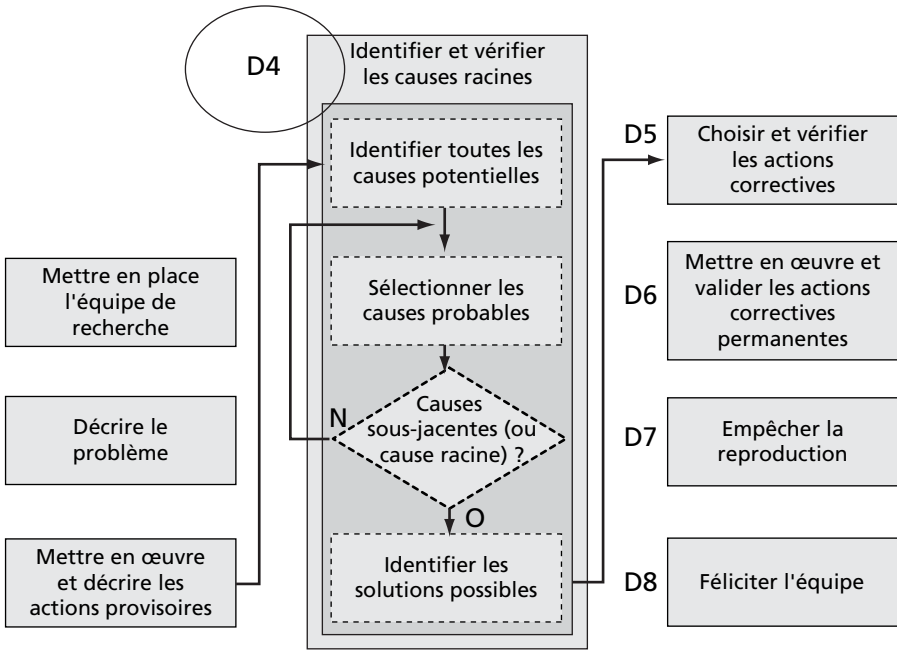 D4
Identifier et vérifier
les causes racines
Identifier toutes les
causes potentielles
Sélectionner les
causes probables
Causes
sous-jacentes (ou
cause racine) ?
N
O
Identifier les
solutions possibles
Mettre en place
l'équipe de
recherche
Décrire le
problème
Mettre en œuvre
et décrire les
actions provisoires
D5
Choisir et vérifier
les actions
correctives
D6
Mettre en œuvre et
valider les actions
correctives
permanentes
D7
Empêcher la
reproduction
D8
Féliciter l'équipe